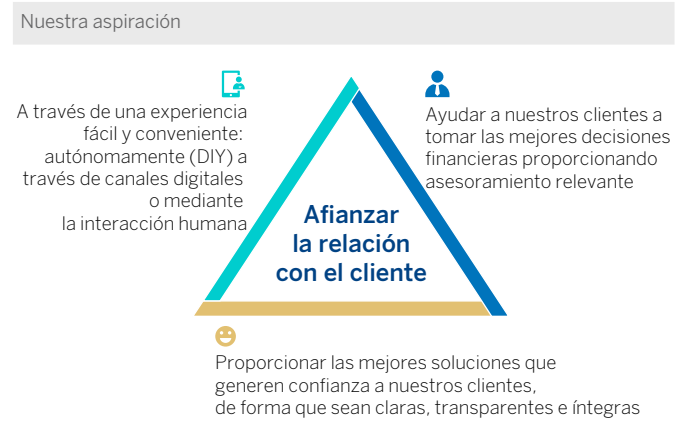 Nuestra aspiración
A través de una experiencia
fácil y conveniente:
autónomamente (DIY) a
través de canales digitales
o mediante
la interacción humana
Ayudar a nuestros clientes a
tomar las mejores decisiones
financieras proporcionando
asesoramiento relevante
Afianzar
la relación
con el cliente
Proporcionar las mejores soluciones que
generen confianza a nuestros clientes,
de forma que sean claras, transparentes e íntegras